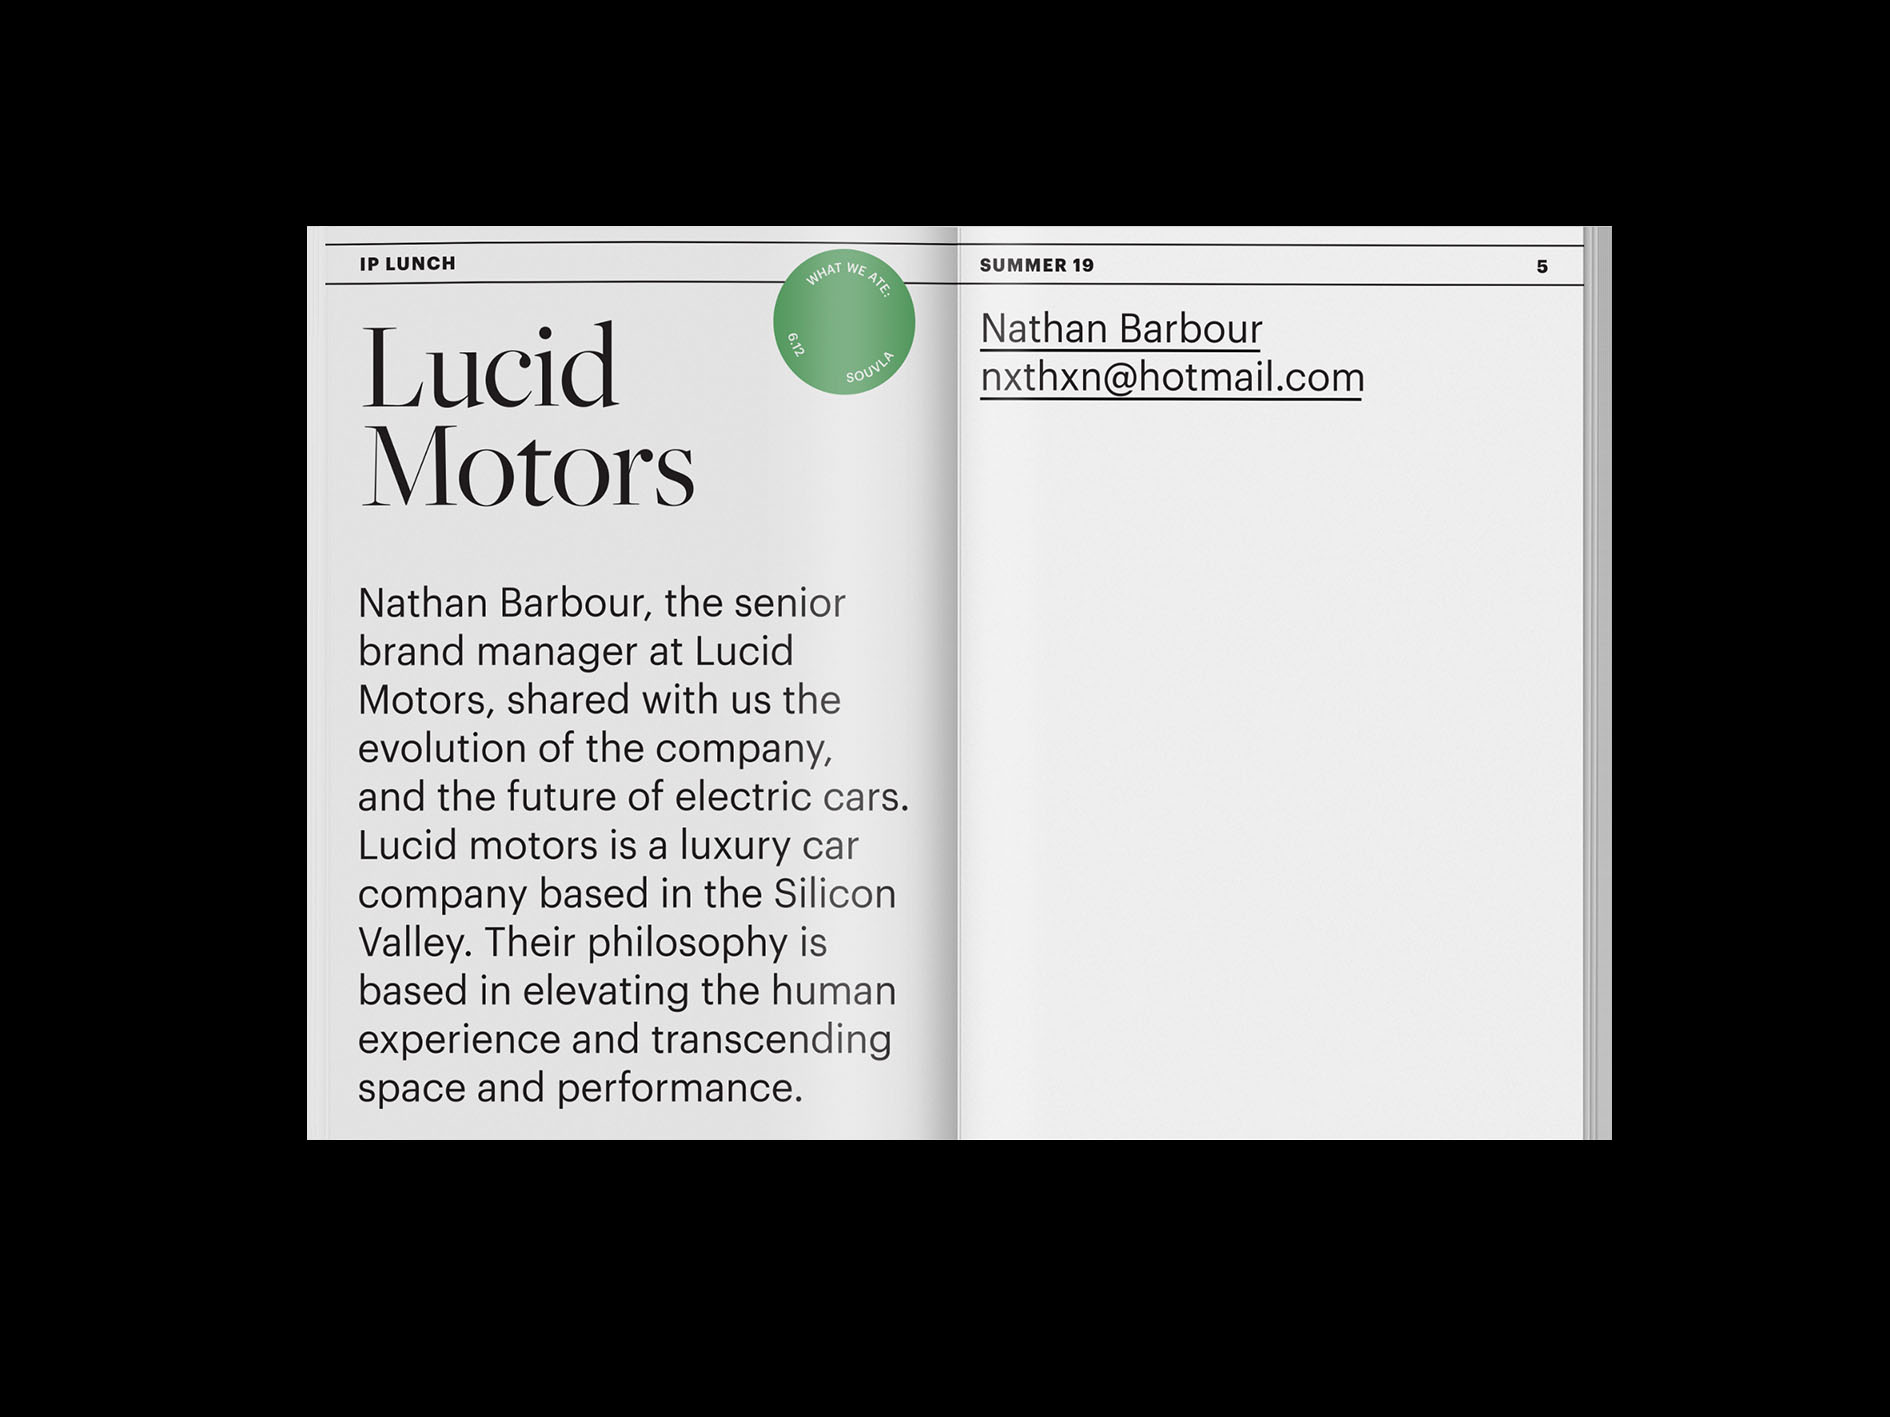 IP LUNCH
WHAT WE ATE:
6.12
SOUVLA
Lucid
Motors
Nathan Barbour, the senior
brand manager at Lucid
Motors, shared with us the
evolution of the company,
and the future of electric cars.
Lucid motors is a luxury car
company based in the Silicon
Valley. Their philosophy is
based in elevating the human
experience and transcending
space and performance.
SUMMER 19
5
Nathan Barbour
nxthxn@hotmail.com